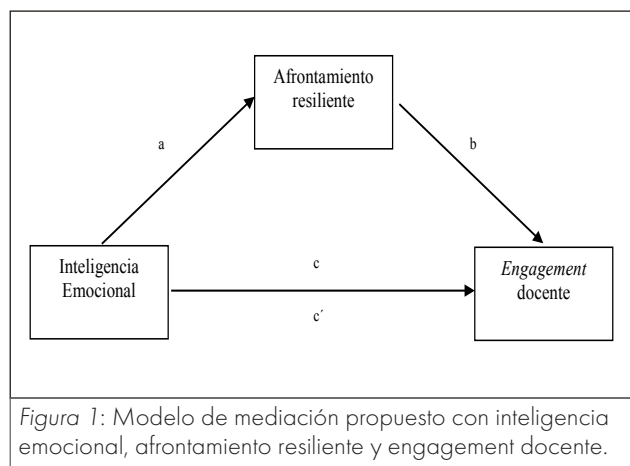 Afrontamiento
resiliente
a
b
Inteligencia
Emocional
c
c´
Engagement
docente
Figura 1: Modelo de mediación propuesto con inteligencia
emocional, afrontamiento resiliente y engagement docente.